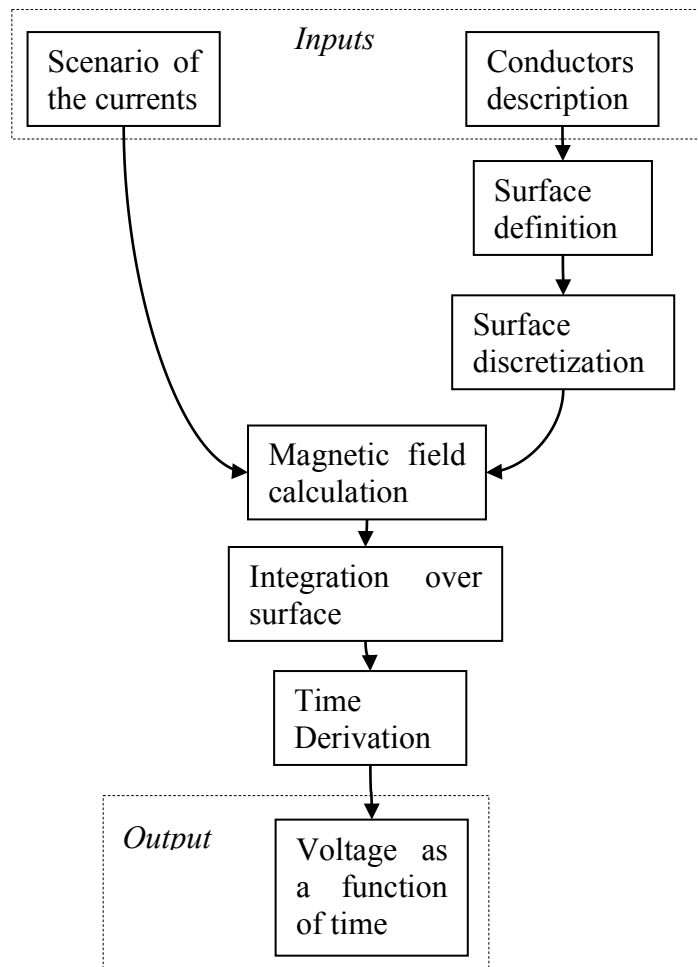 Inputs
Scenario of
the currents
Conductors
description
Surface
definition
Surface
discretization
Magnetic field
calculation
Integration over
surface
Time
Derivation
Output
Voltage as
a function
of time